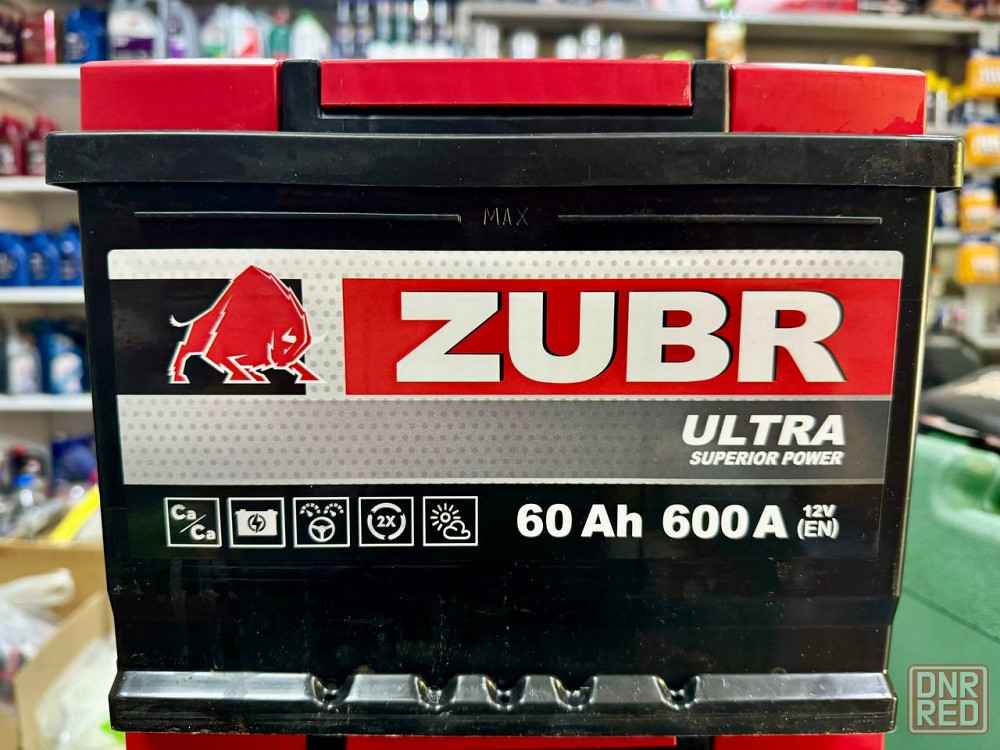 MAX
ZUBR
ULTRA
SUPERIOR POWER
Ca/Ca
2X
60 Ah 600 A 12V (EN)
DNR
RED